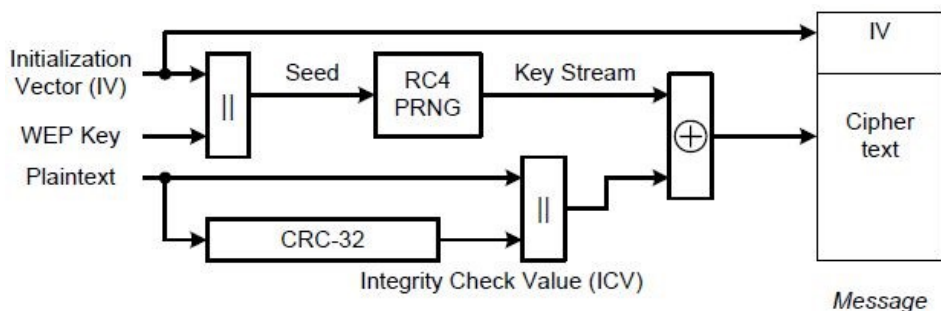 Initialization
Vector (IV)
WEP Key
Plaintext
||
Seed
RC4
PRNG
Key Stream
CRC-32
||
Integrity Check Value (ICV)
IV
Cipher
text
Message